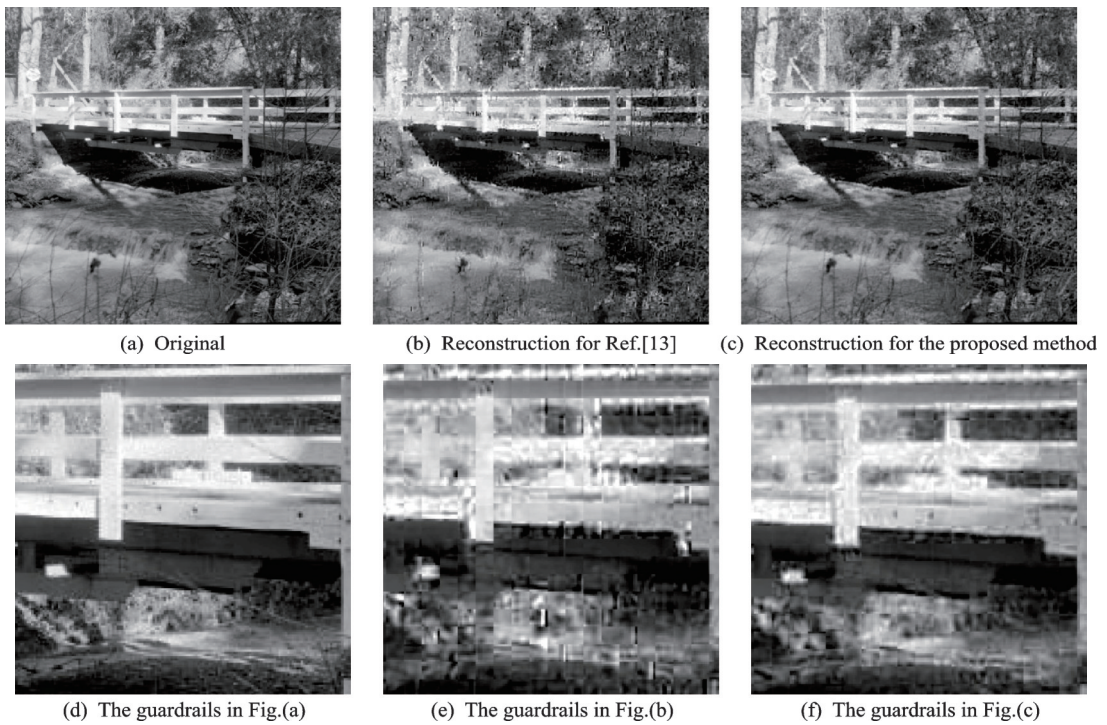 (a) Original
(b) Reconstruction for Ref.[13]
(c) Reconstruction for the proposed method
(d) The guardrails in Fig.(a)
(e) The guardrails in Fig.(b)
(f) The guardrails in Fig.(c)